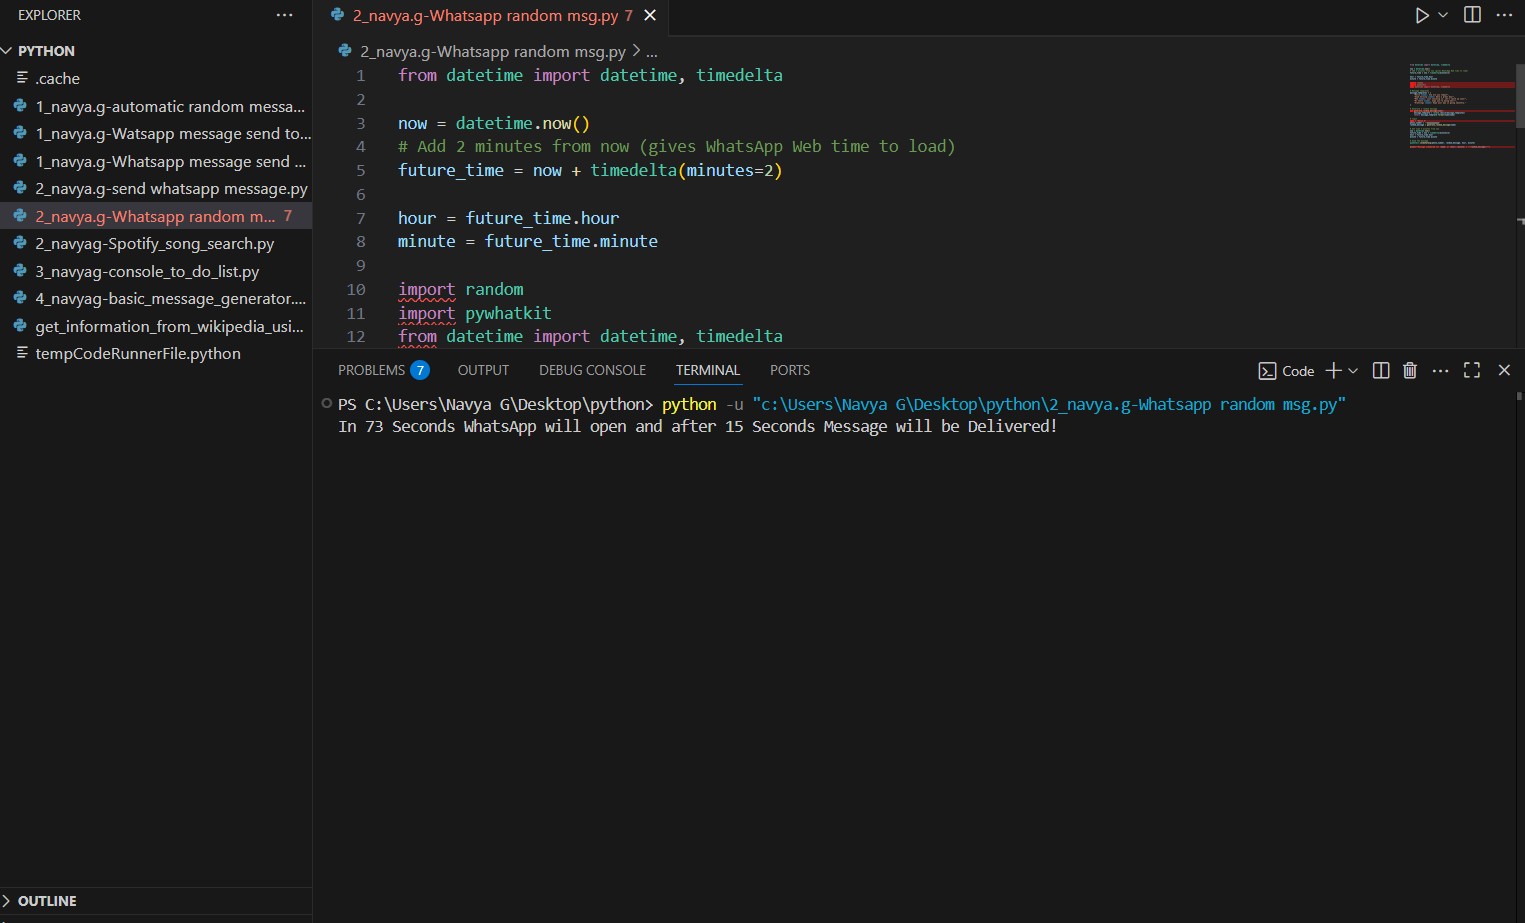 EXPLORER
PYTHON
.cache
1_navya.g-automatic random messa...
1_navya.g-Watsapp message send to...
1_navya.g-Whatsapp message send ...
2_navya.g-send whatsapp message.py
2_navya.g-Whatsapp random m... 7
2_navyag-Spotify_song_search.py
3_navyag-console_to_do_list.py
4_navyag-basic_message_generator....
get_information_from_wikipedia_usi...
tempCodeRunnerFile.python
OUTLINE
2_navya.g-Whatsapp random msg.py 7
2_navya.g-Whatsapp random msg.py > ...
1 from datetime import datetime, timedelta
2
3 now = datetime.now()
4 # Add 2 minutes from now (gives WhatsApp Web time to load)
5 future_time = now + timedelta(minutes=2)
6
7 hour = future_time.hour
8 minute = future_time.minute
9
10 import random
11 import pywhatkit
12 from datetime import datetime, timedelta
PROBLEMS 7 OUTPUT DEBUG CONSOLE TERMINAL PORTS
Code
PS C:\Users\Navya G\Desktop\python> python -u "c:\Users\Navya G\Desktop\python\2_navya.g-Whatsapp random msg.py"
In 73 Seconds WhatsApp will open and after 15 Seconds Message will be Delivered!